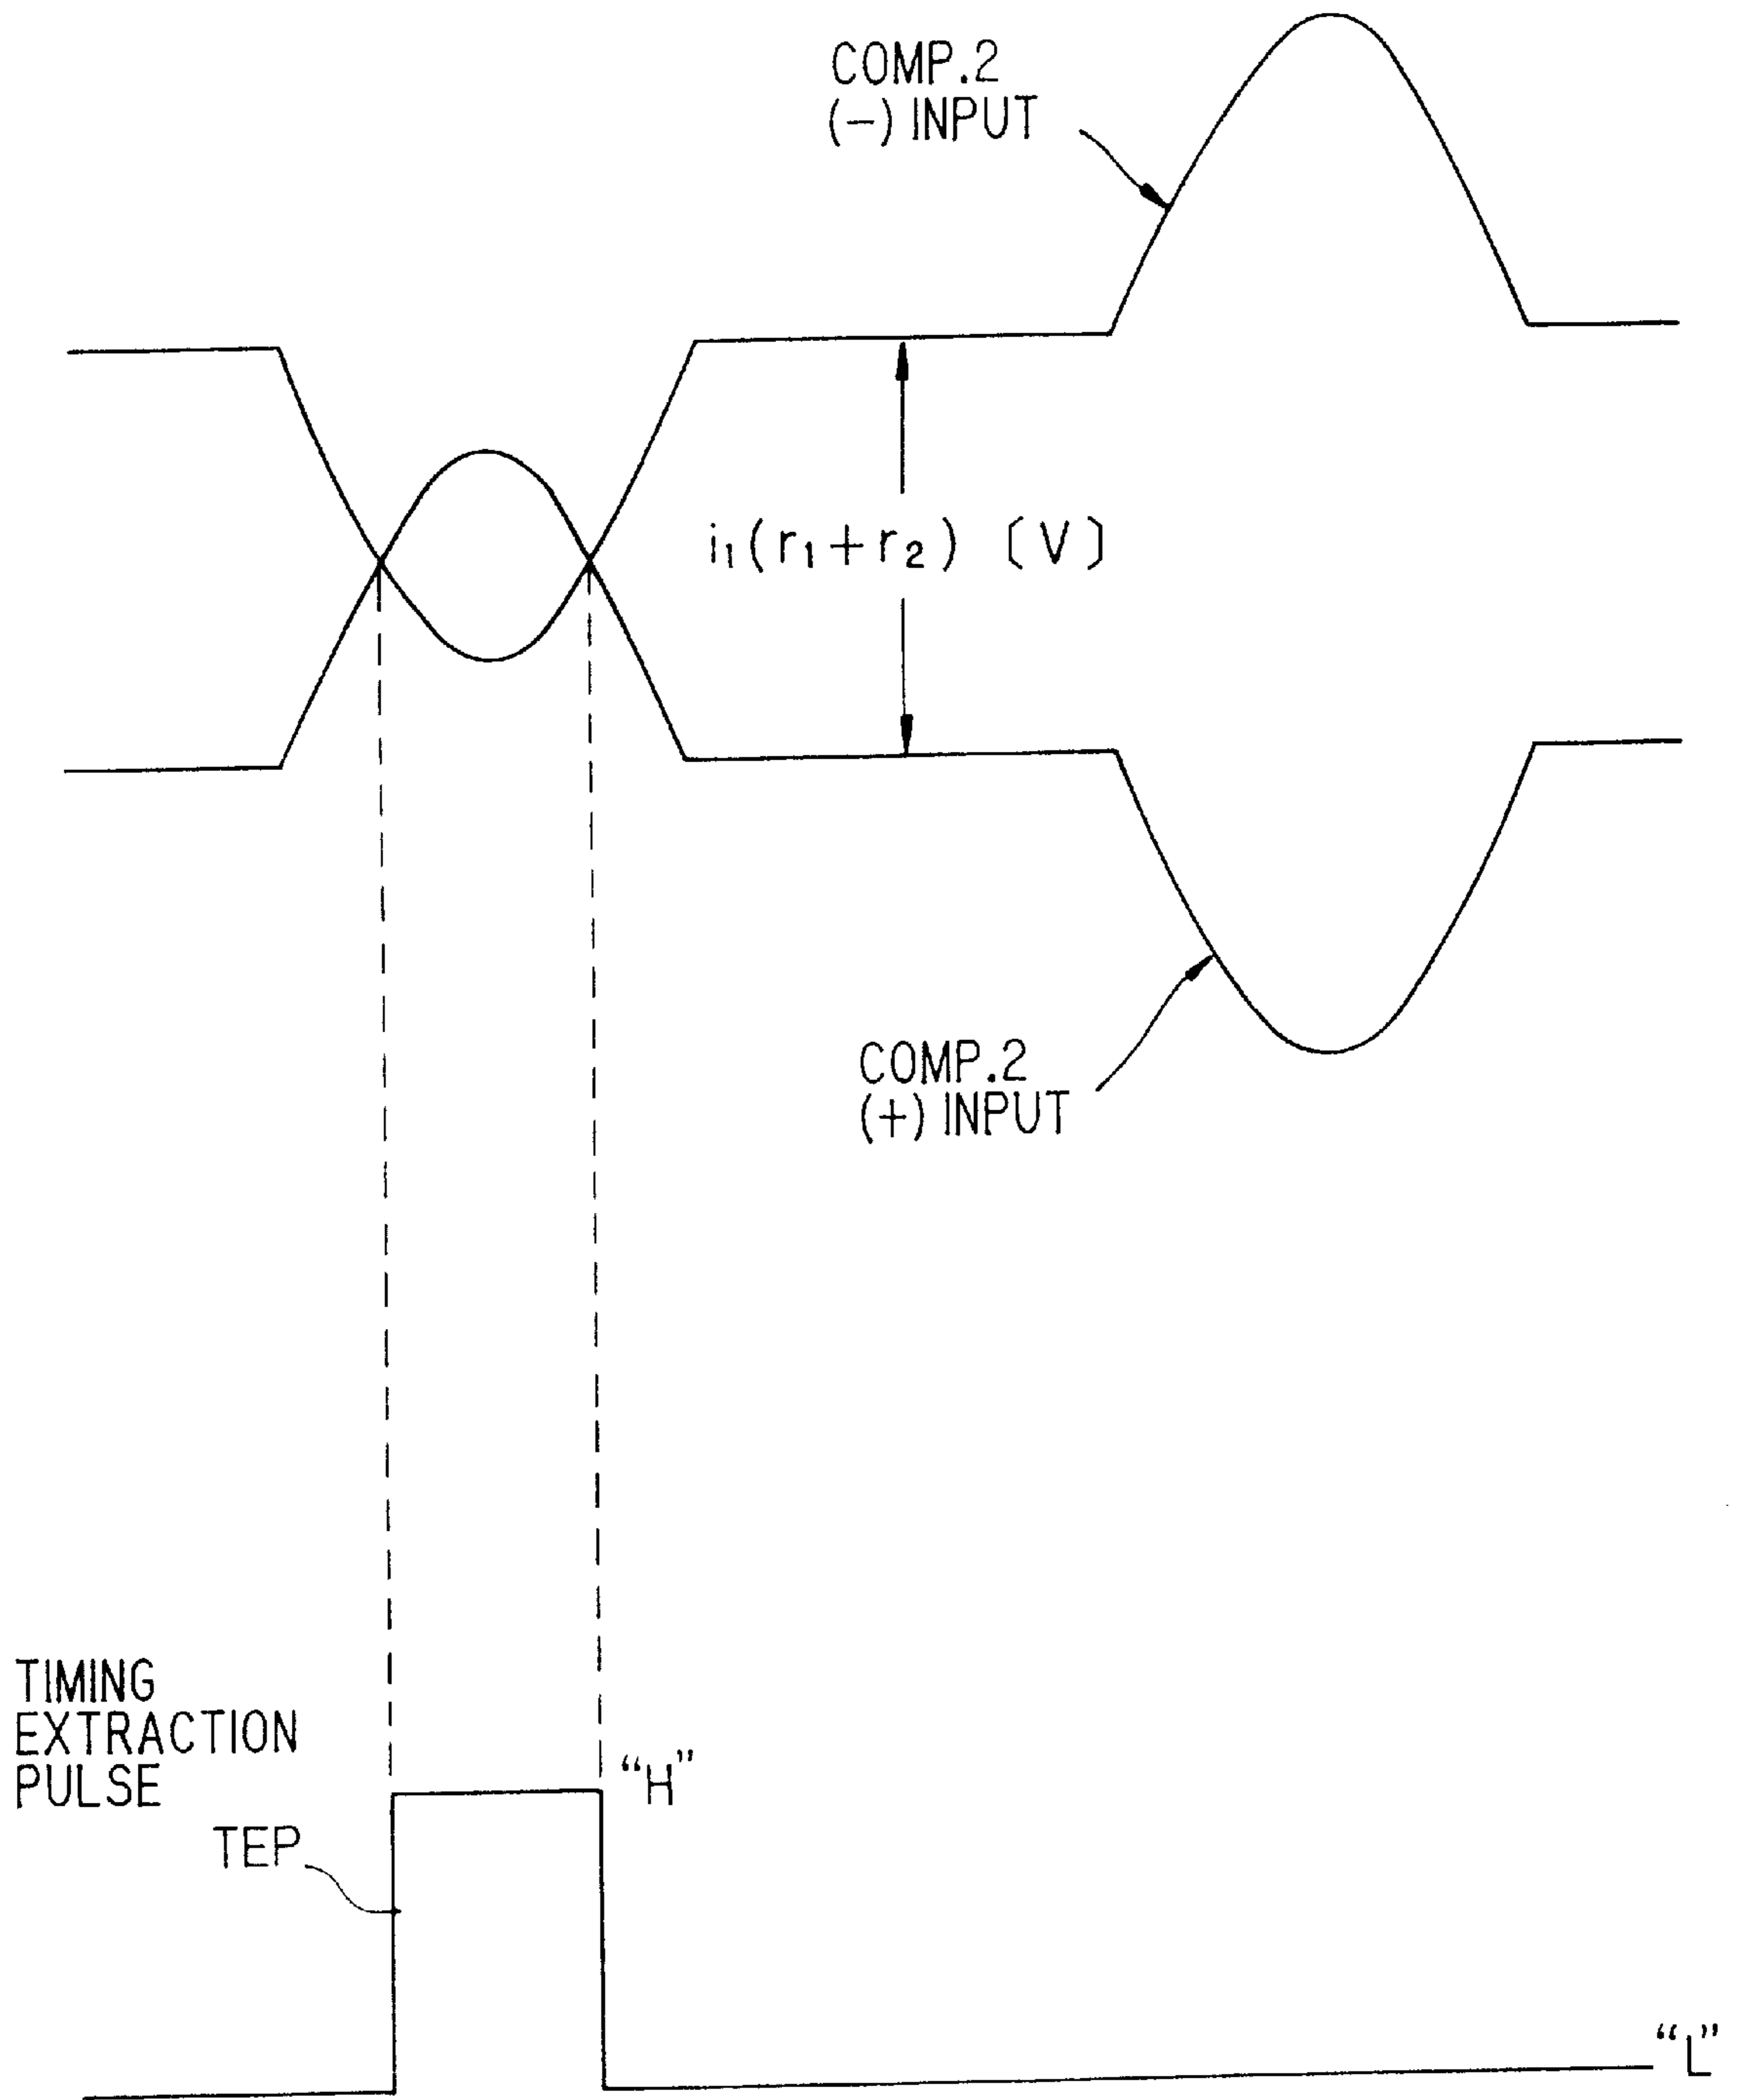 COMP.2
(−) INPUT
i₁(r₁+r₂) 〔V〕
COMP.2
(+) INPUT
TIMING
EXTRACTION
PULSE
“H”
TEP
“L”